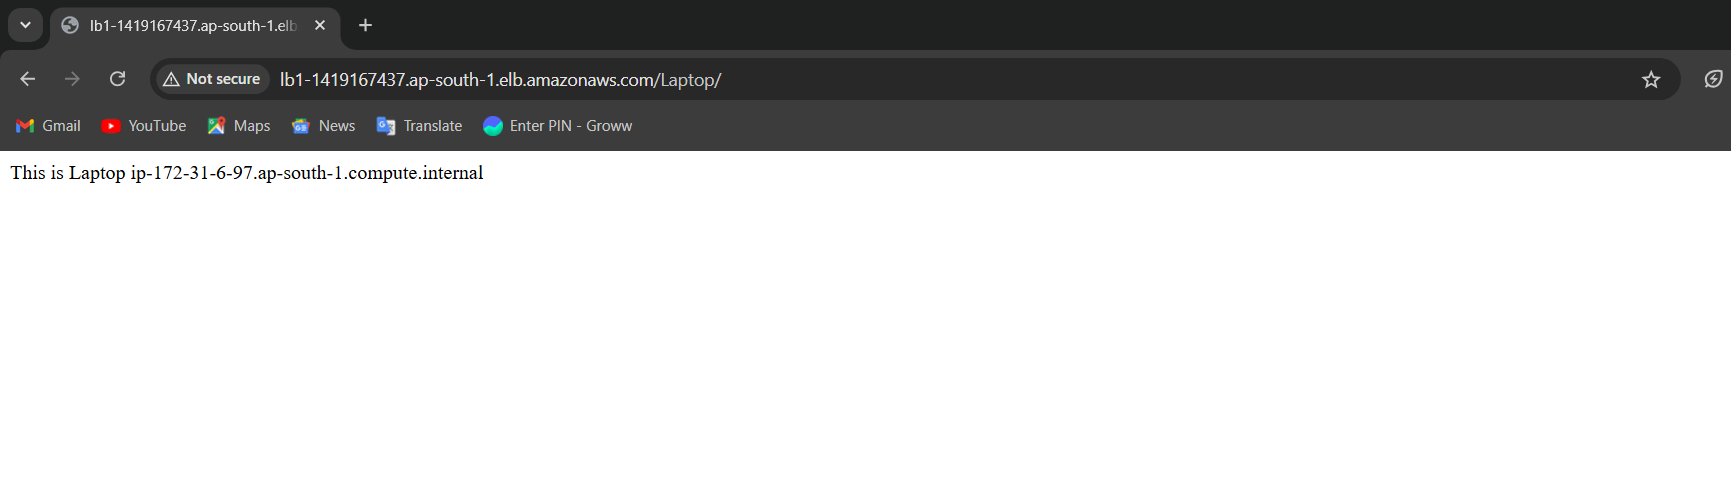 lb1-1419167437.ap-south-1.elb
Not secure lb1-1419167437.ap-south-1.elb.amazonaws.com/Laptop/
Gmail YouTube Maps News Translate Enter PIN - Groww
This is Laptop ip-172-31-6-97.ap-south-1.compute.internal